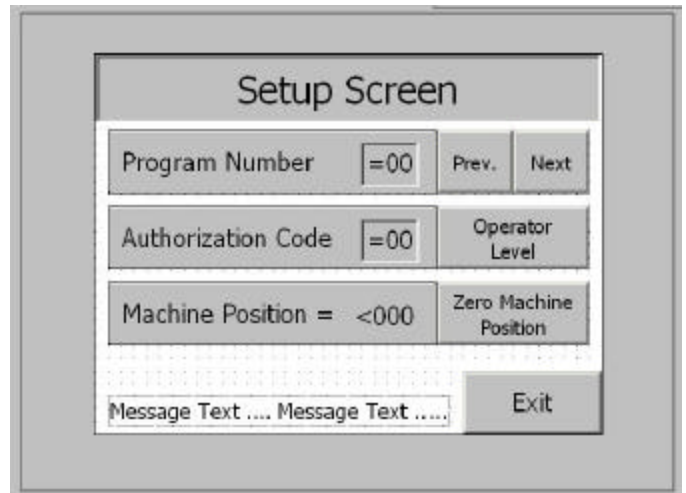 Setup Screen
Program Number =00 Prev. Next
Authorization Code =00 Operator
Level
Machine Position = <000 Zero Machine
Position
Message Text .... Message Text ..... Exit